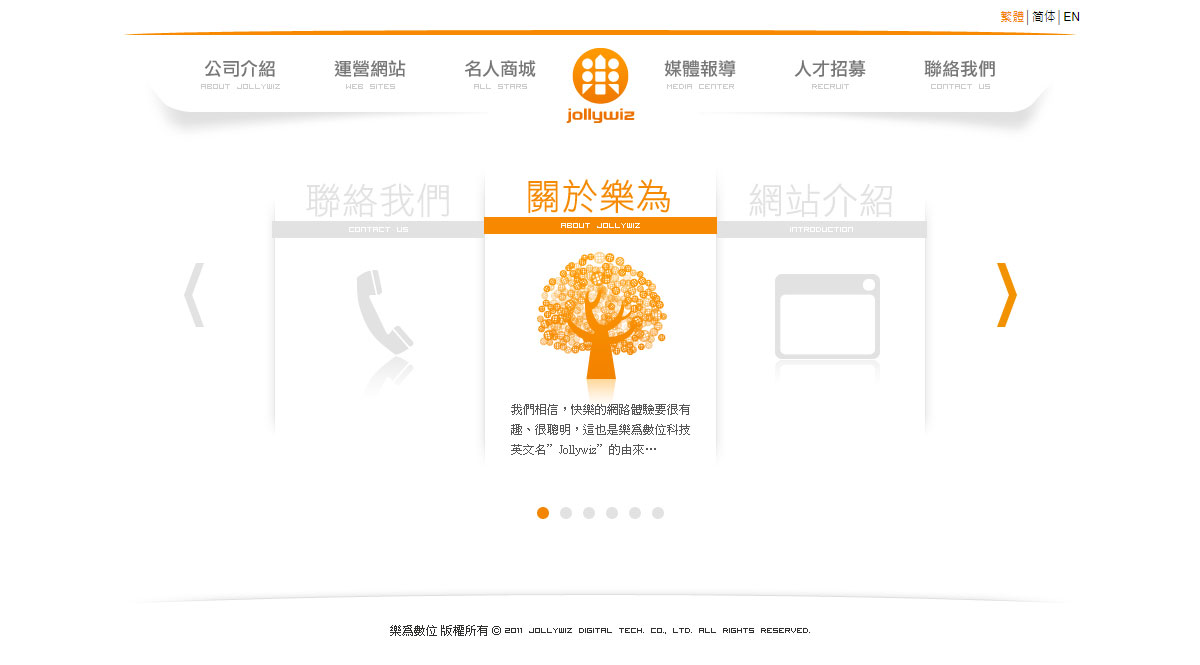 繁體| 简体| EN
公司介紹 運營網站 名人商城 媒體報導 人才招募 聯絡我們
ABOUT JOLLYWIZ WEB SITES ALL STARS MEDIA CENTER RECRUIT CONTACT US
jollywiz
聯絡我們 關於樂為 網站介紹
CONTACT US ABOUT JOLLYWIZ INTRODUCTION
我們相信，快樂的網路體驗要很有
趣、很聰明，這也是樂爲數位科技
英文名”Jollywiz”的由來…
樂爲數位 版權所有 © 2011 JOLLYWIZ DIGITAL TECH. CO., LTD. ALL RIGHTS RESERVED.